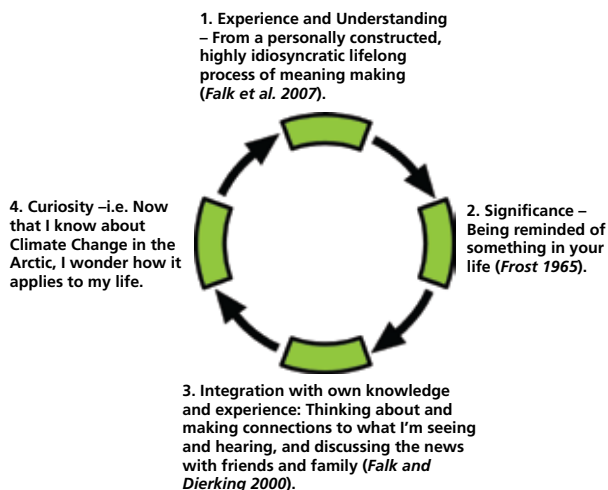 1. Experience and Understanding
– From a personally constructed,
highly idiosyncratic lifelong
process of meaning making
(Falk et al. 2007).
2. Significance –
Being reminded of
something in your
life (Frost 1965).
3. Integration with own knowledge
and experience: Thinking about and
making connections to what I’m seeing
and hearing, and discussing the news
with friends and family (Falk and
Dierking 2000).
4. Curiosity –i.e. Now
that I know about
Climate Change in the
Arctic, I wonder how it
applies to my life.